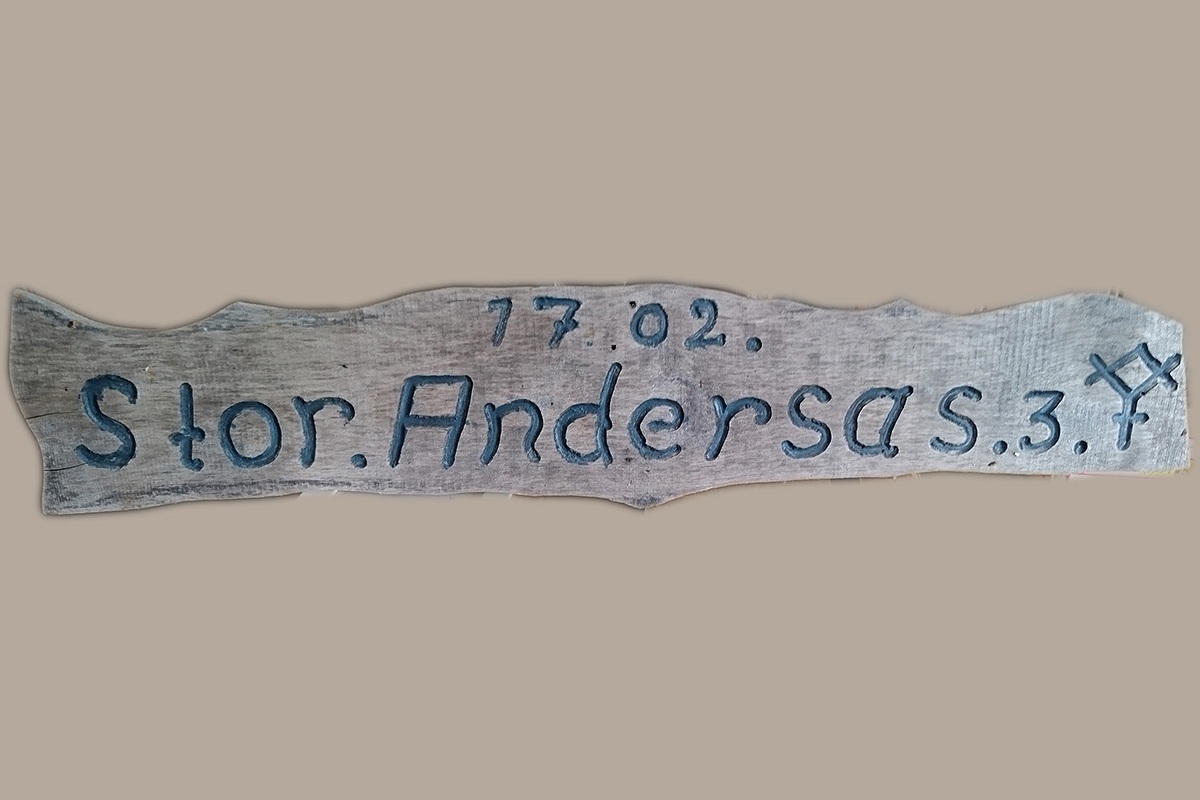 17.02.
Stor. Andersas s.3.